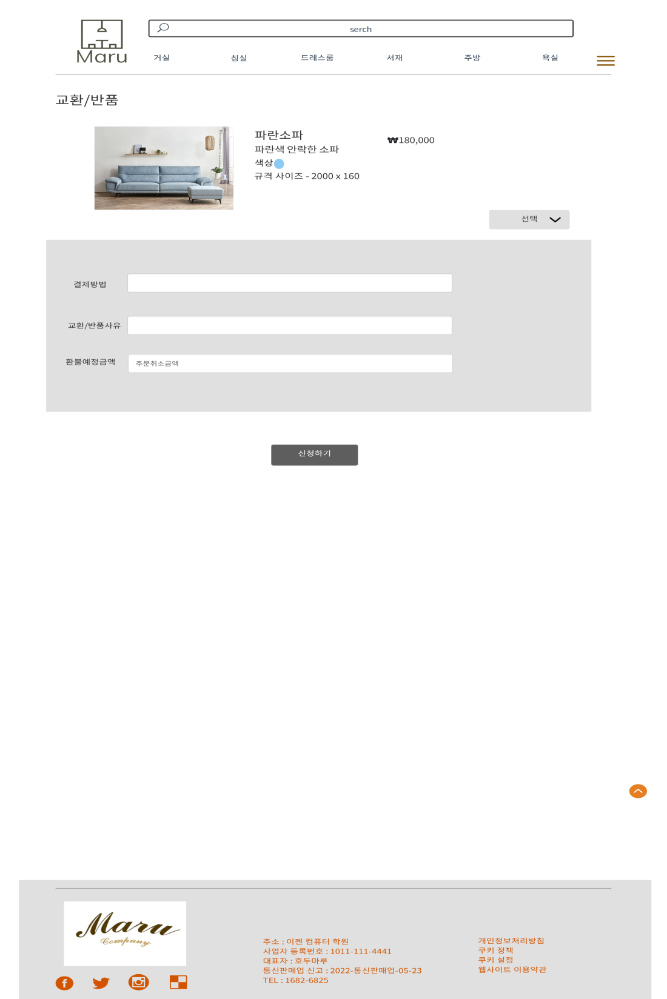 Maru
serch
거실 침실 드레스룸 서재 주방 욕실
교환/반품
파란소파
₩180,000
파란색 안락한 소파
색상
규격 사이즈 - 2000 x 160
선택
결제방법
교환/반품사유
환불예정금액
주문취소금액
신청하기
Maru
Company
주소 : 이젠 컴퓨터 학원
사업자 등록번호 : 1011-111-4441
대표자 : 호두마루
통신판매업 신고 : 2022-통신판매업-05-23
TEL : 1682-6825
개인정보처리방침
쿠키 정책
쿠키 설정
웹사이트 이용약관